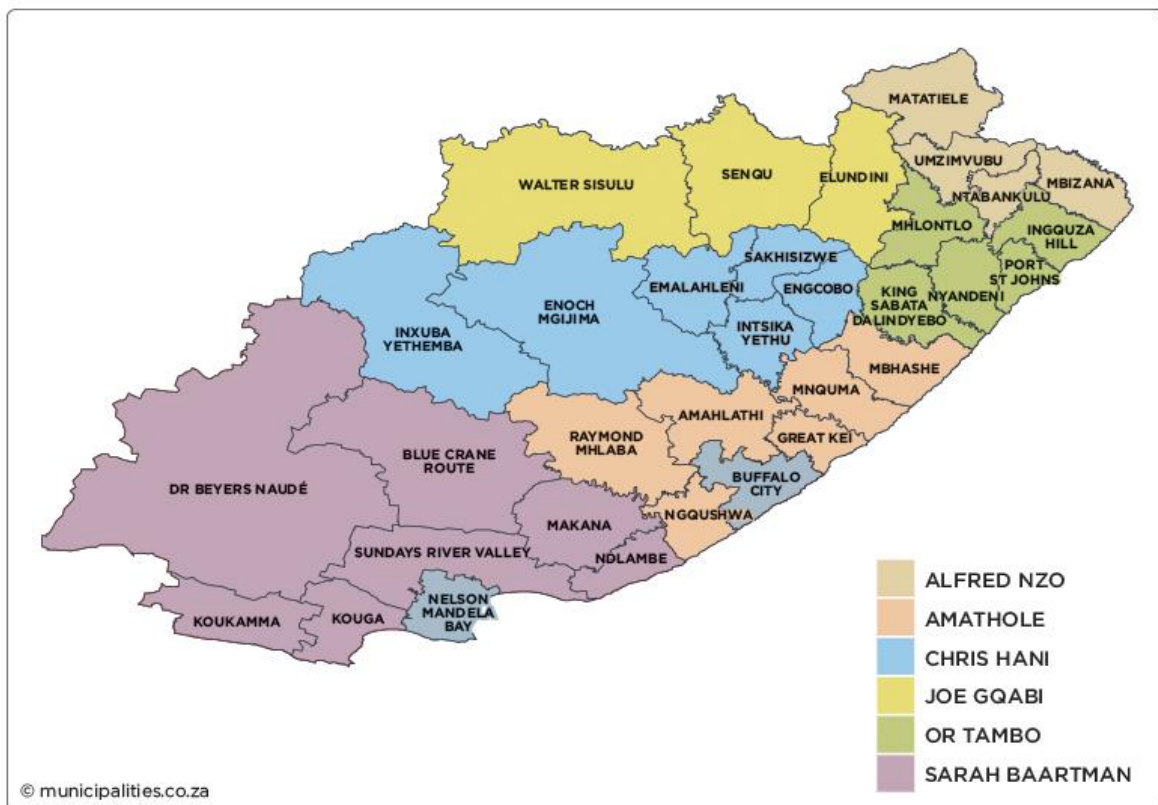 MATATIELE
UMZIMVUBU
MBIZANA
NTABANKULU
ELUNDINI
SENQU
WALTER SISULU
MHLONTLO
INGQUZA
HILL
PORT
ST JOHNS
NYANDENI
KING
SABATA
DALINDYEBO
SAKHISIZWE
EMALAHLENI
ENGCOBO
ENOCH
MGIJIMA
INTSIKA
YETHU
INXUBA
YETHEMBA
MBHASHE
MNQUMA
AMAHLATHI
GREAT KEI
RAYMOND
MHLABA
BLUE CRANE
ROUTE
BUFFALO
CITY
DR BEYERS NAUDÉ
NGQUSHWA
MAKANA
SUNDAYS RIVER VALLEY
NDLAMBE
NELSON
MANDELA
BAY
KOUGA
KOUKAMMA
ALFRED NZO
AMATHOLE
CHRIS HANI
JOE GQABI
OR TAMBO
SARAH BAARTMAN
© municipalities.co.za